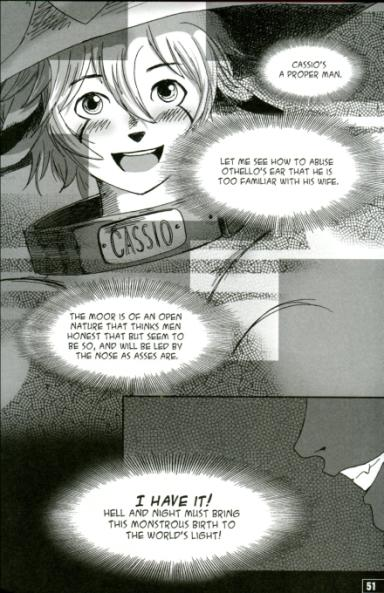 CASSIO'S
A PROPER MAN.
LET ME SEE HOW TO ABUSE
OTHELLO'S EAR THAT HE IS
TOO FAMILIAR WITH HIS WIFE.
CASSIO
THE MOOR IS OF AN OPEN
NATURE THAT THINKS MEN
HONEST THAT BUT SEEM TO
BE SO, AND WILL BE LED BY
THE NOSE AS ASSES ARE.
I HAVE IT!
HELL AND NIGHT MUST BRING
THIS MONSTROUS BIRTH TO
THE WORLD'S LIGHT!
51